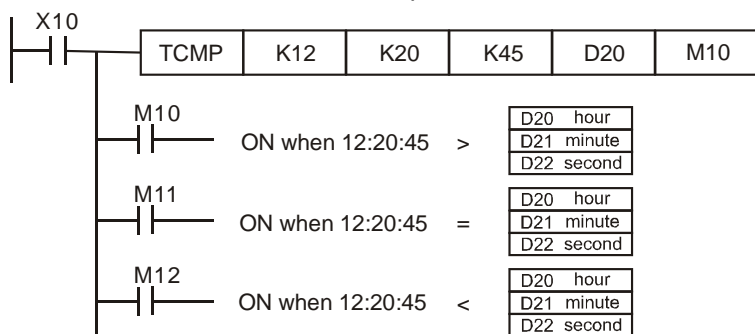 X10
TCMP K12 K20 K45 D20 M10
M10
ON when 12:20:45 >
D20 hour
D21 minute
D22 second
M11
ON when 12:20:45 =
D20 hour
D21 minute
D22 second
M12
ON when 12:20:45 <
D20 hour
D21 minute
D22 second